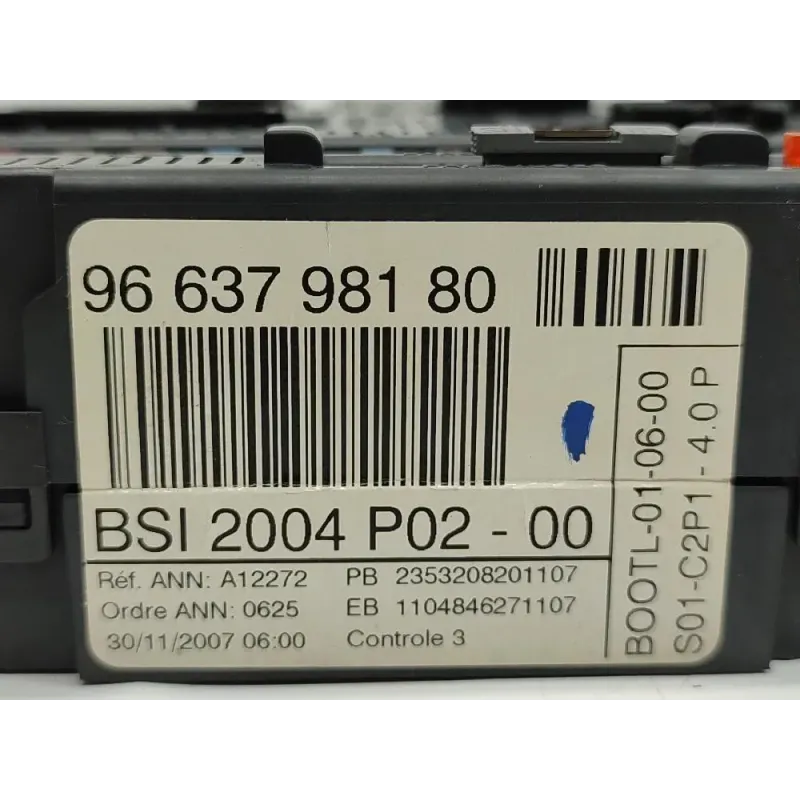 96 637 981 80
BSI 2004 P02 - 00
Réf. ANN: A12272 PB 2353208201107
Ordre ANN: 0625 EB 1104846271107
30/11/2007 06:00 Controle 3
BOOTL-01-06-00
S01-C2P1 - 4.0 P